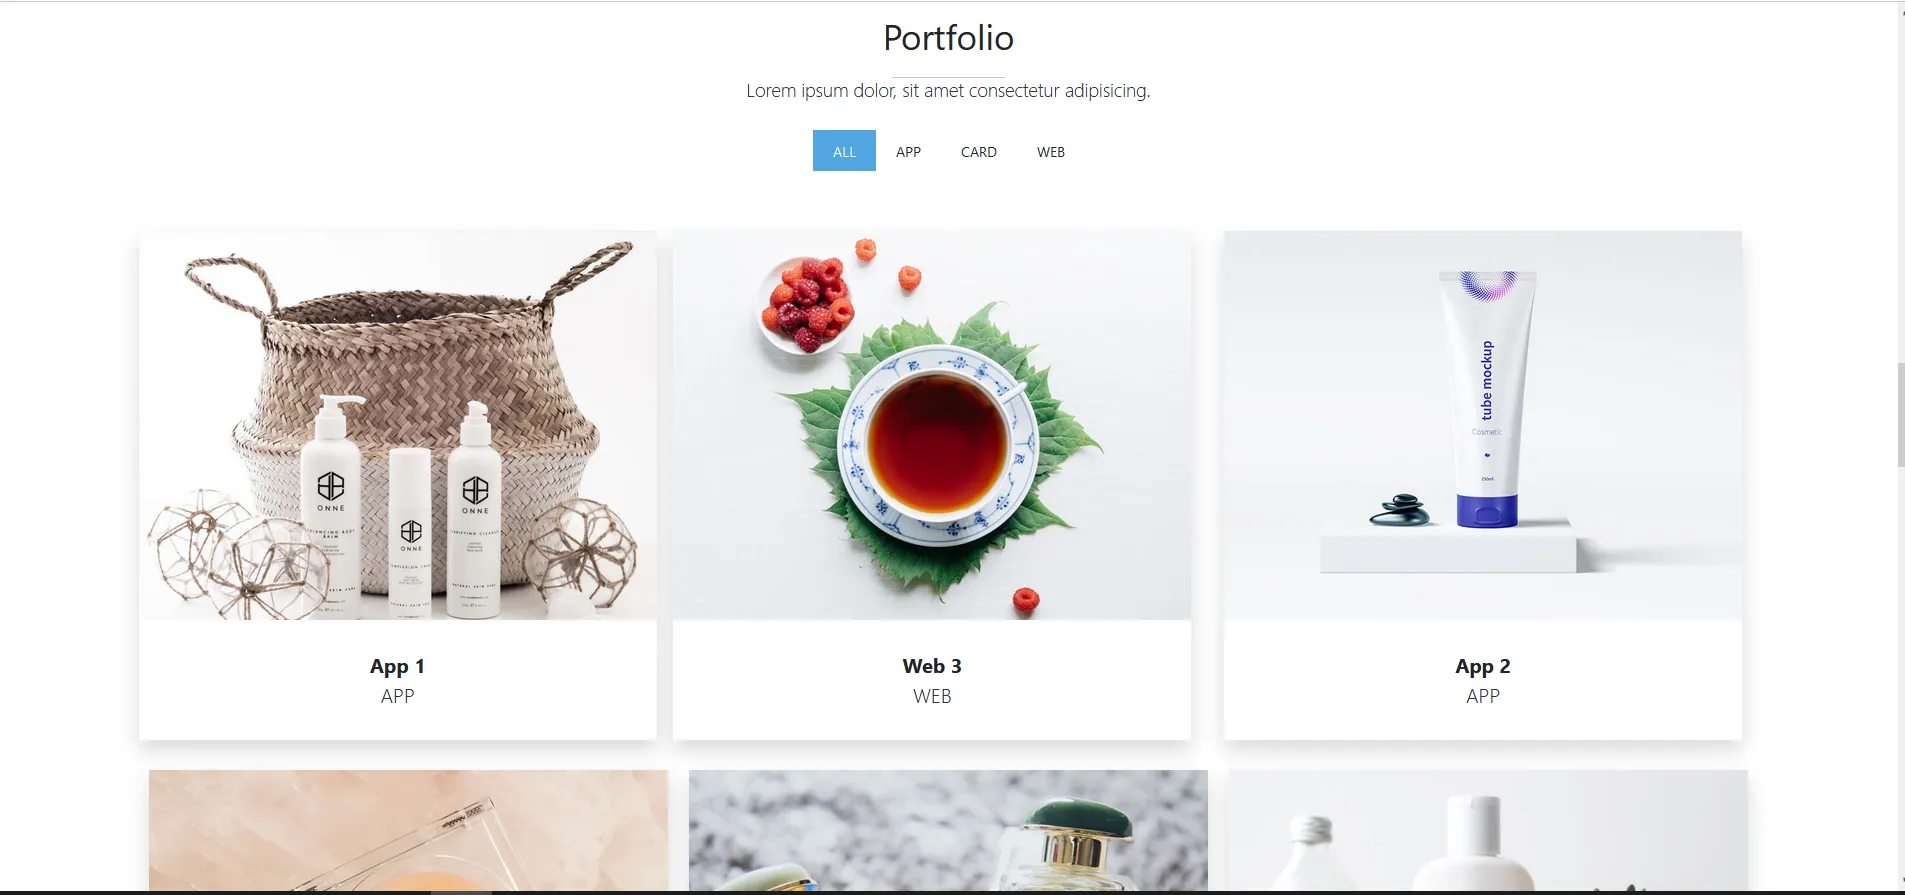 Portfolio
Lorem ipsum dolor, sit amet consectetur adipisicing.
ALL APP CARD WEB
ONNE
ONNE
ONNE
tube mockup
Cosmetic
250ml
App 1
APP
Web 3
WEB
App 2
APP